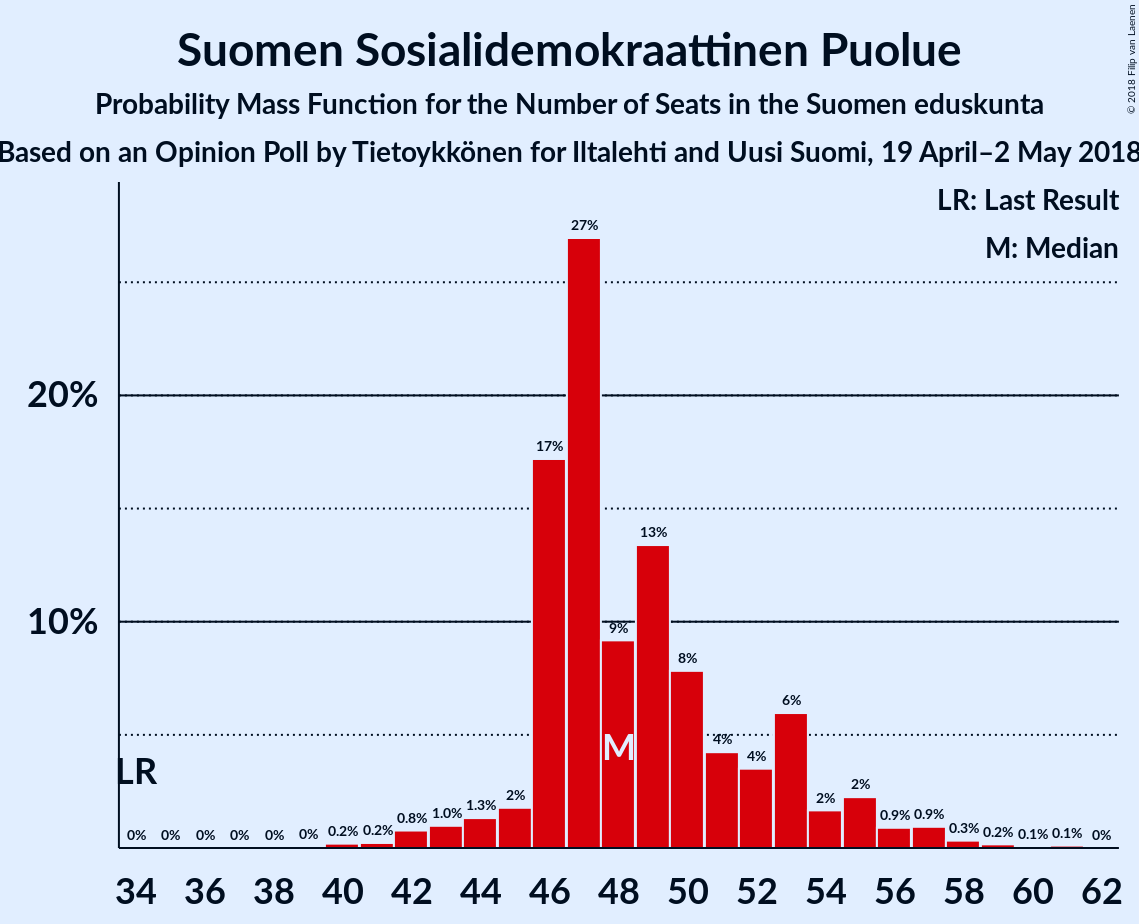 Suomen Sosialidemokraattinen Puolue
Probability Mass Function for the Number of Seats in the Suomen eduskunta
Based on an Opinion Poll by Tietoykkönen for Iltalehti and Uusi Suomi, 19 April–2 May 2018
© 2018 Filip van Laenen
LR: Last Result
M: Median
27%
20%
17%
13%
10%
9%
8%
6%
4%
M
4%
LR
2%
2%
2%
1.3%
1.0%
0.8%
0.9%
0.9%
0% 0% 0% 0% 0% 0% 0.2% 0.2%
0.3% 0.2% 0.1% 0.1% 0%
34 36 38 40 42 44 46 48 50 52 54 56 58 60 62